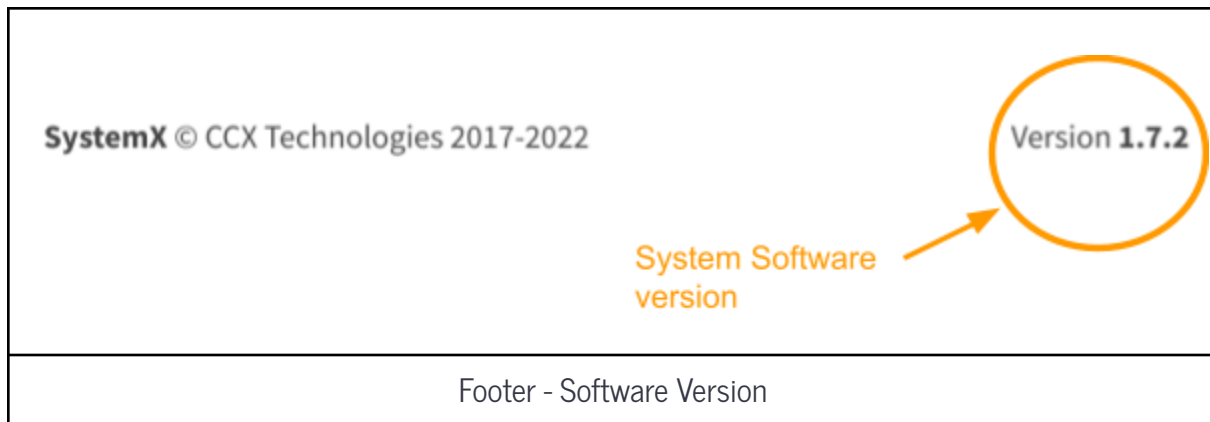 SystemX © CCX Technologies 2017-2022
Version 1.7.2
System Software
version
Footer - Software Version